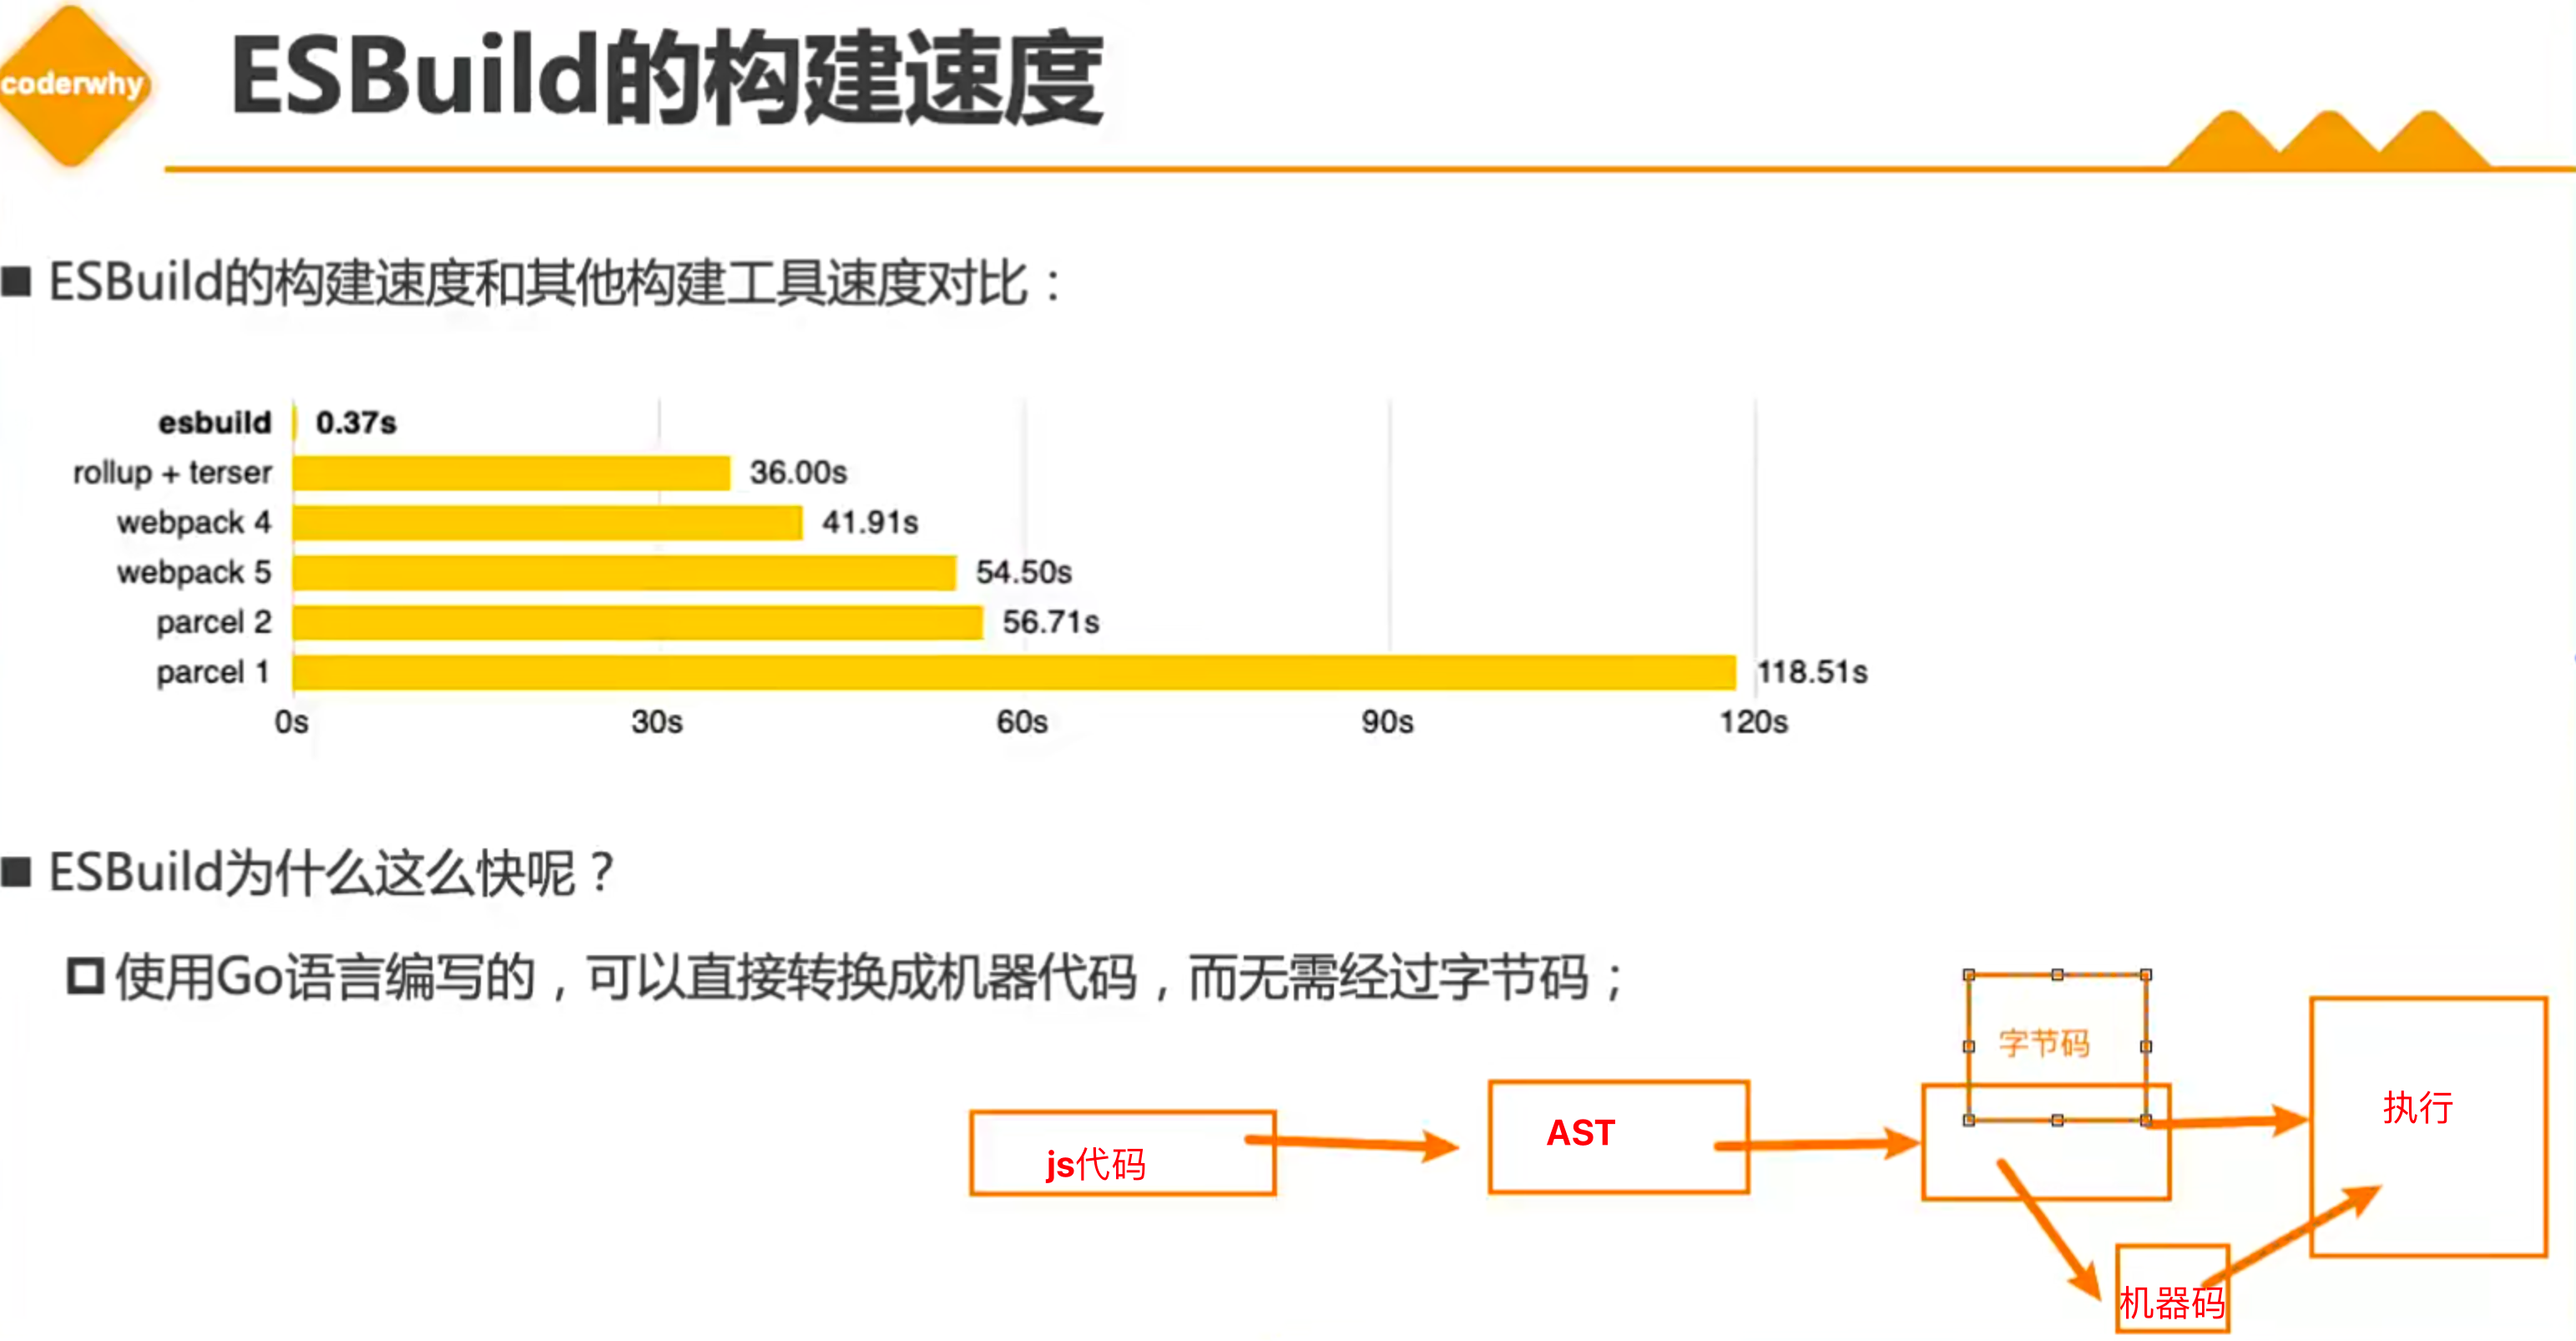 coderwhy
ESBuild的构建速度
ESBuild的构建速度和其他构建工具速度对比：
esbuild 0.37s
rollup + terser 36.00s
webpack 4 41.91s
webpack 5 54.50s
parcel 2 56.71s
parcel 1 118.51s
0s 30s 60s 90s 120s
ESBuild为什么这么快呢？
使用Go语言编写的，可以直接转换成机器代码，而无需经过字节码；
字节码
js代码
AST
执行
机器码